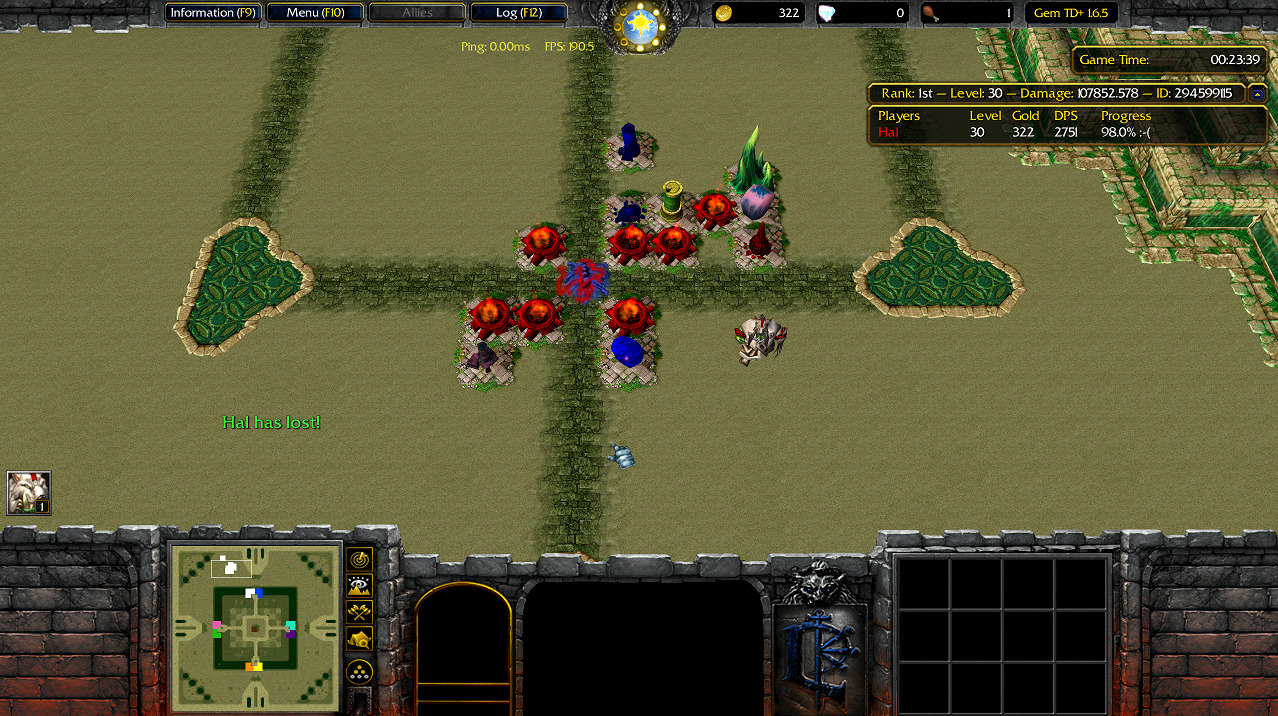 Information (F9) Menu (F10) Allies Log (F12) 322 0 1 Gem TD+ 1.6.5
Ping: 0.00ms FPS: 190.5
Game Time: 00:23:39
Rank: 1st — Level: 30 — Damage: 107852.578 — ID: 294599115
Players Level Gold DPS Progress
Hal 30 322 2751 98.0% :-(
Hal has lost!
1